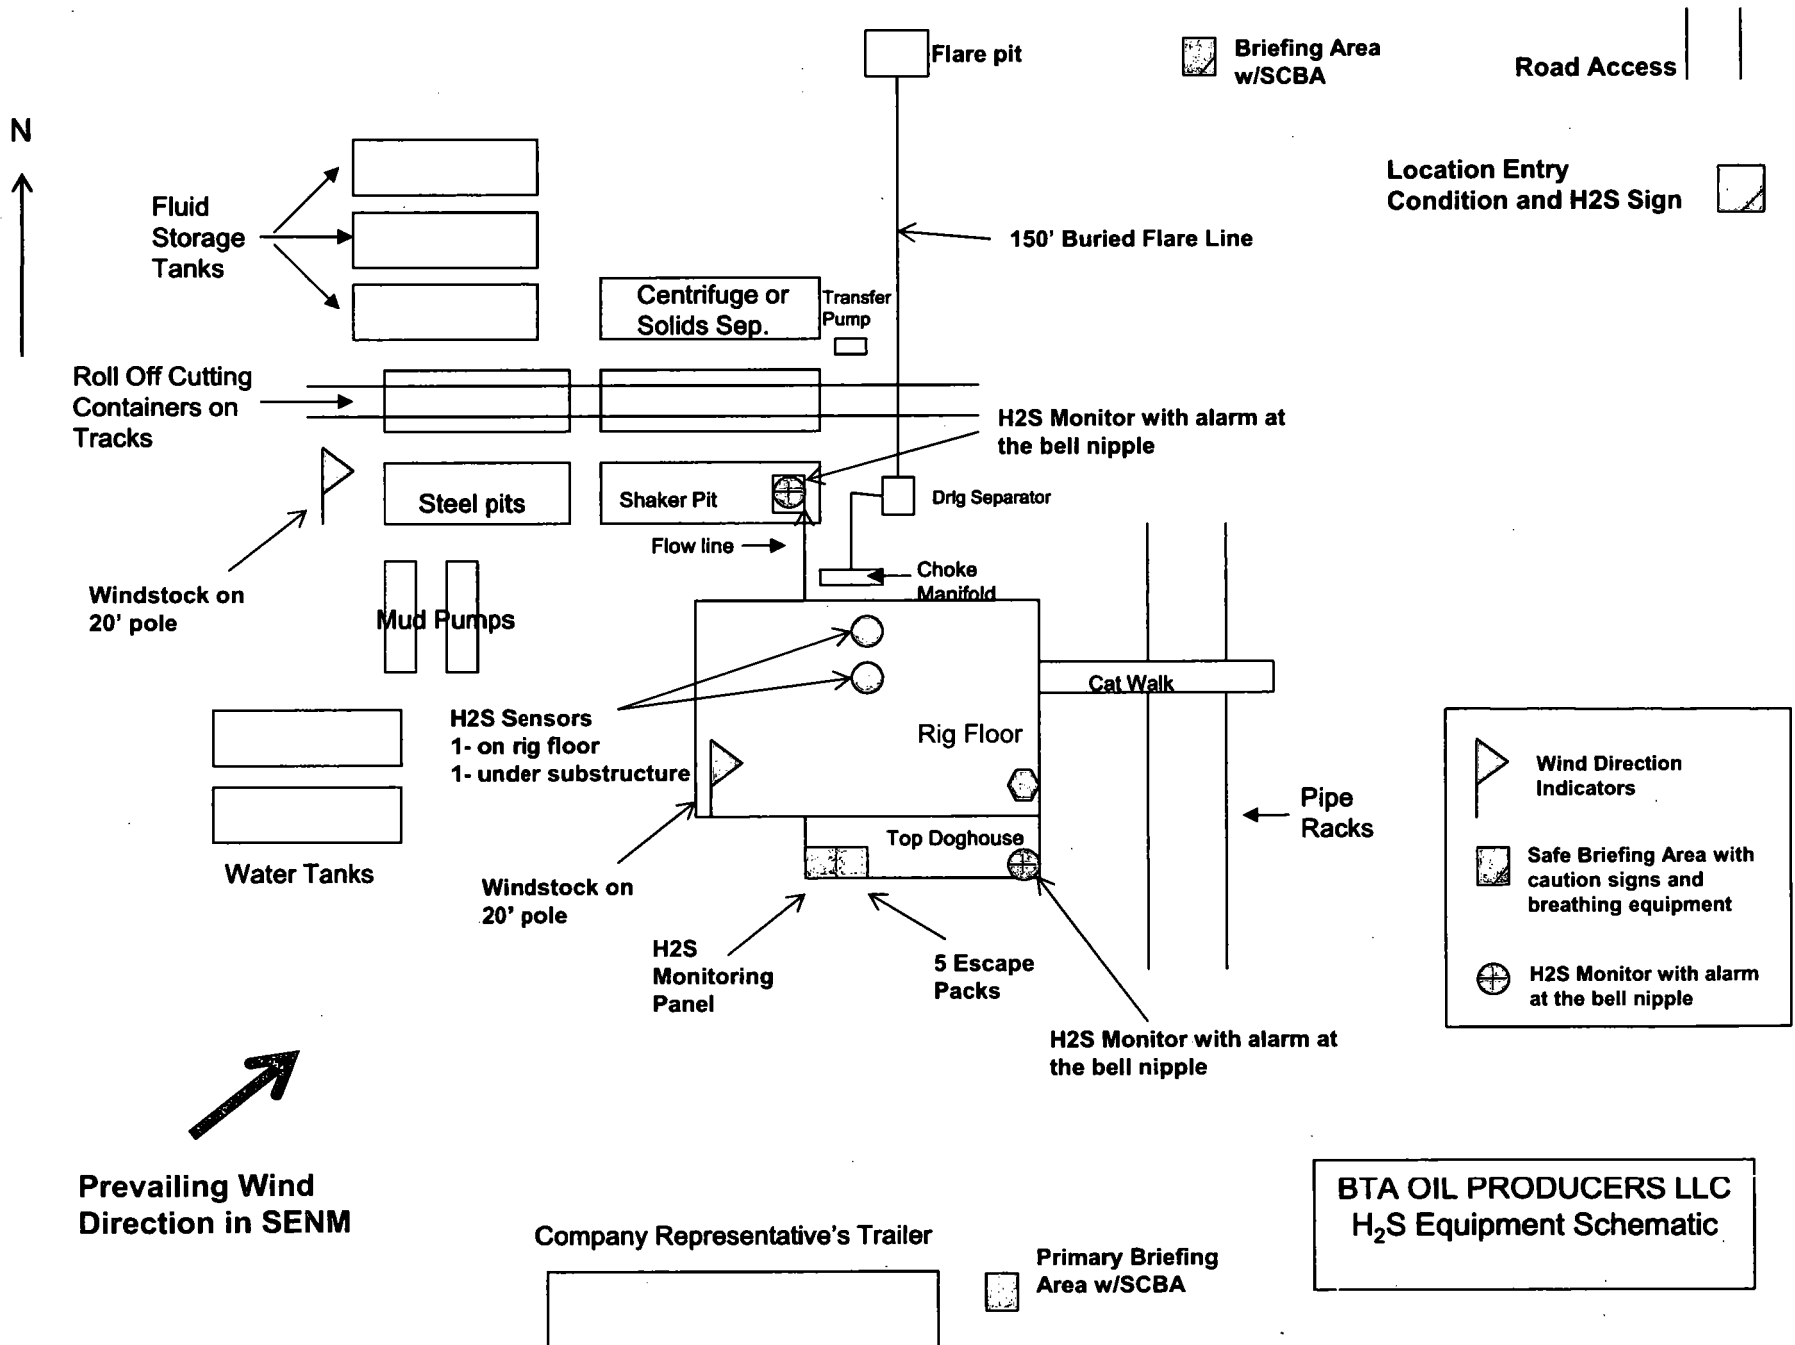 Flare pit
Briefing Area
w/SCBA
Road Access
N
Location Entry
Condition and H2S Sign
Fluid
Storage
Tanks
150' Buried Flare Line
Centrifuge or
Solids Sep.
Transfer
Pump
Roll Off Cutting
Containers on
Tracks
H2S Monitor with alarm at
the bell nipple
Steel pits
Shaker Pit
Drlg Separator
Flow line
Choke
Manifold
Windstock on
20' pole
Mud Pumps
Cat Walk
H2S Sensors
1- on rig floor
1- under substructure
Rig Floor
Wind Direction
Indicators
Pipe
Racks
Top Doghouse
Safe Briefing Area with
caution signs and
breathing equipment
Water Tanks
Windstock on
20' pole
H2S
Monitoring
Panel
5 Escape
Packs
H2S Monitor with alarm
at the bell nipple
H2S Monitor with alarm at
the bell nipple
Prevailing Wind
Direction in SENM
BTA OIL PRODUCERS LLC
H₂S Equipment Schematic
Company Representative's Trailer
Primary Briefing
Area w/SCBA